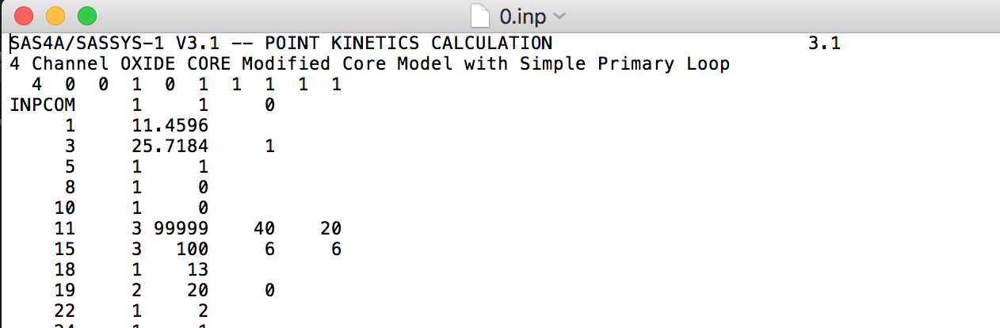 0.inp
SAS4A/SASSYS-1 V3.1 -- POINT KINETICS CALCULATION                       3.1
4 Channel OXIDE CORE Modified Core Model with Simple Primary Loop
  4  0  0  1  0  1  1  1  1  1
INPCOM     1     1     0
     1     11.4596
     3     25.7184     1
     5     1     1
     8     1     0
    10     1     0
    11     3 99999    40    20
    15     3   100     6     6
    18     1    13
    19     2    20     0
    22     1     2
    24     1     1